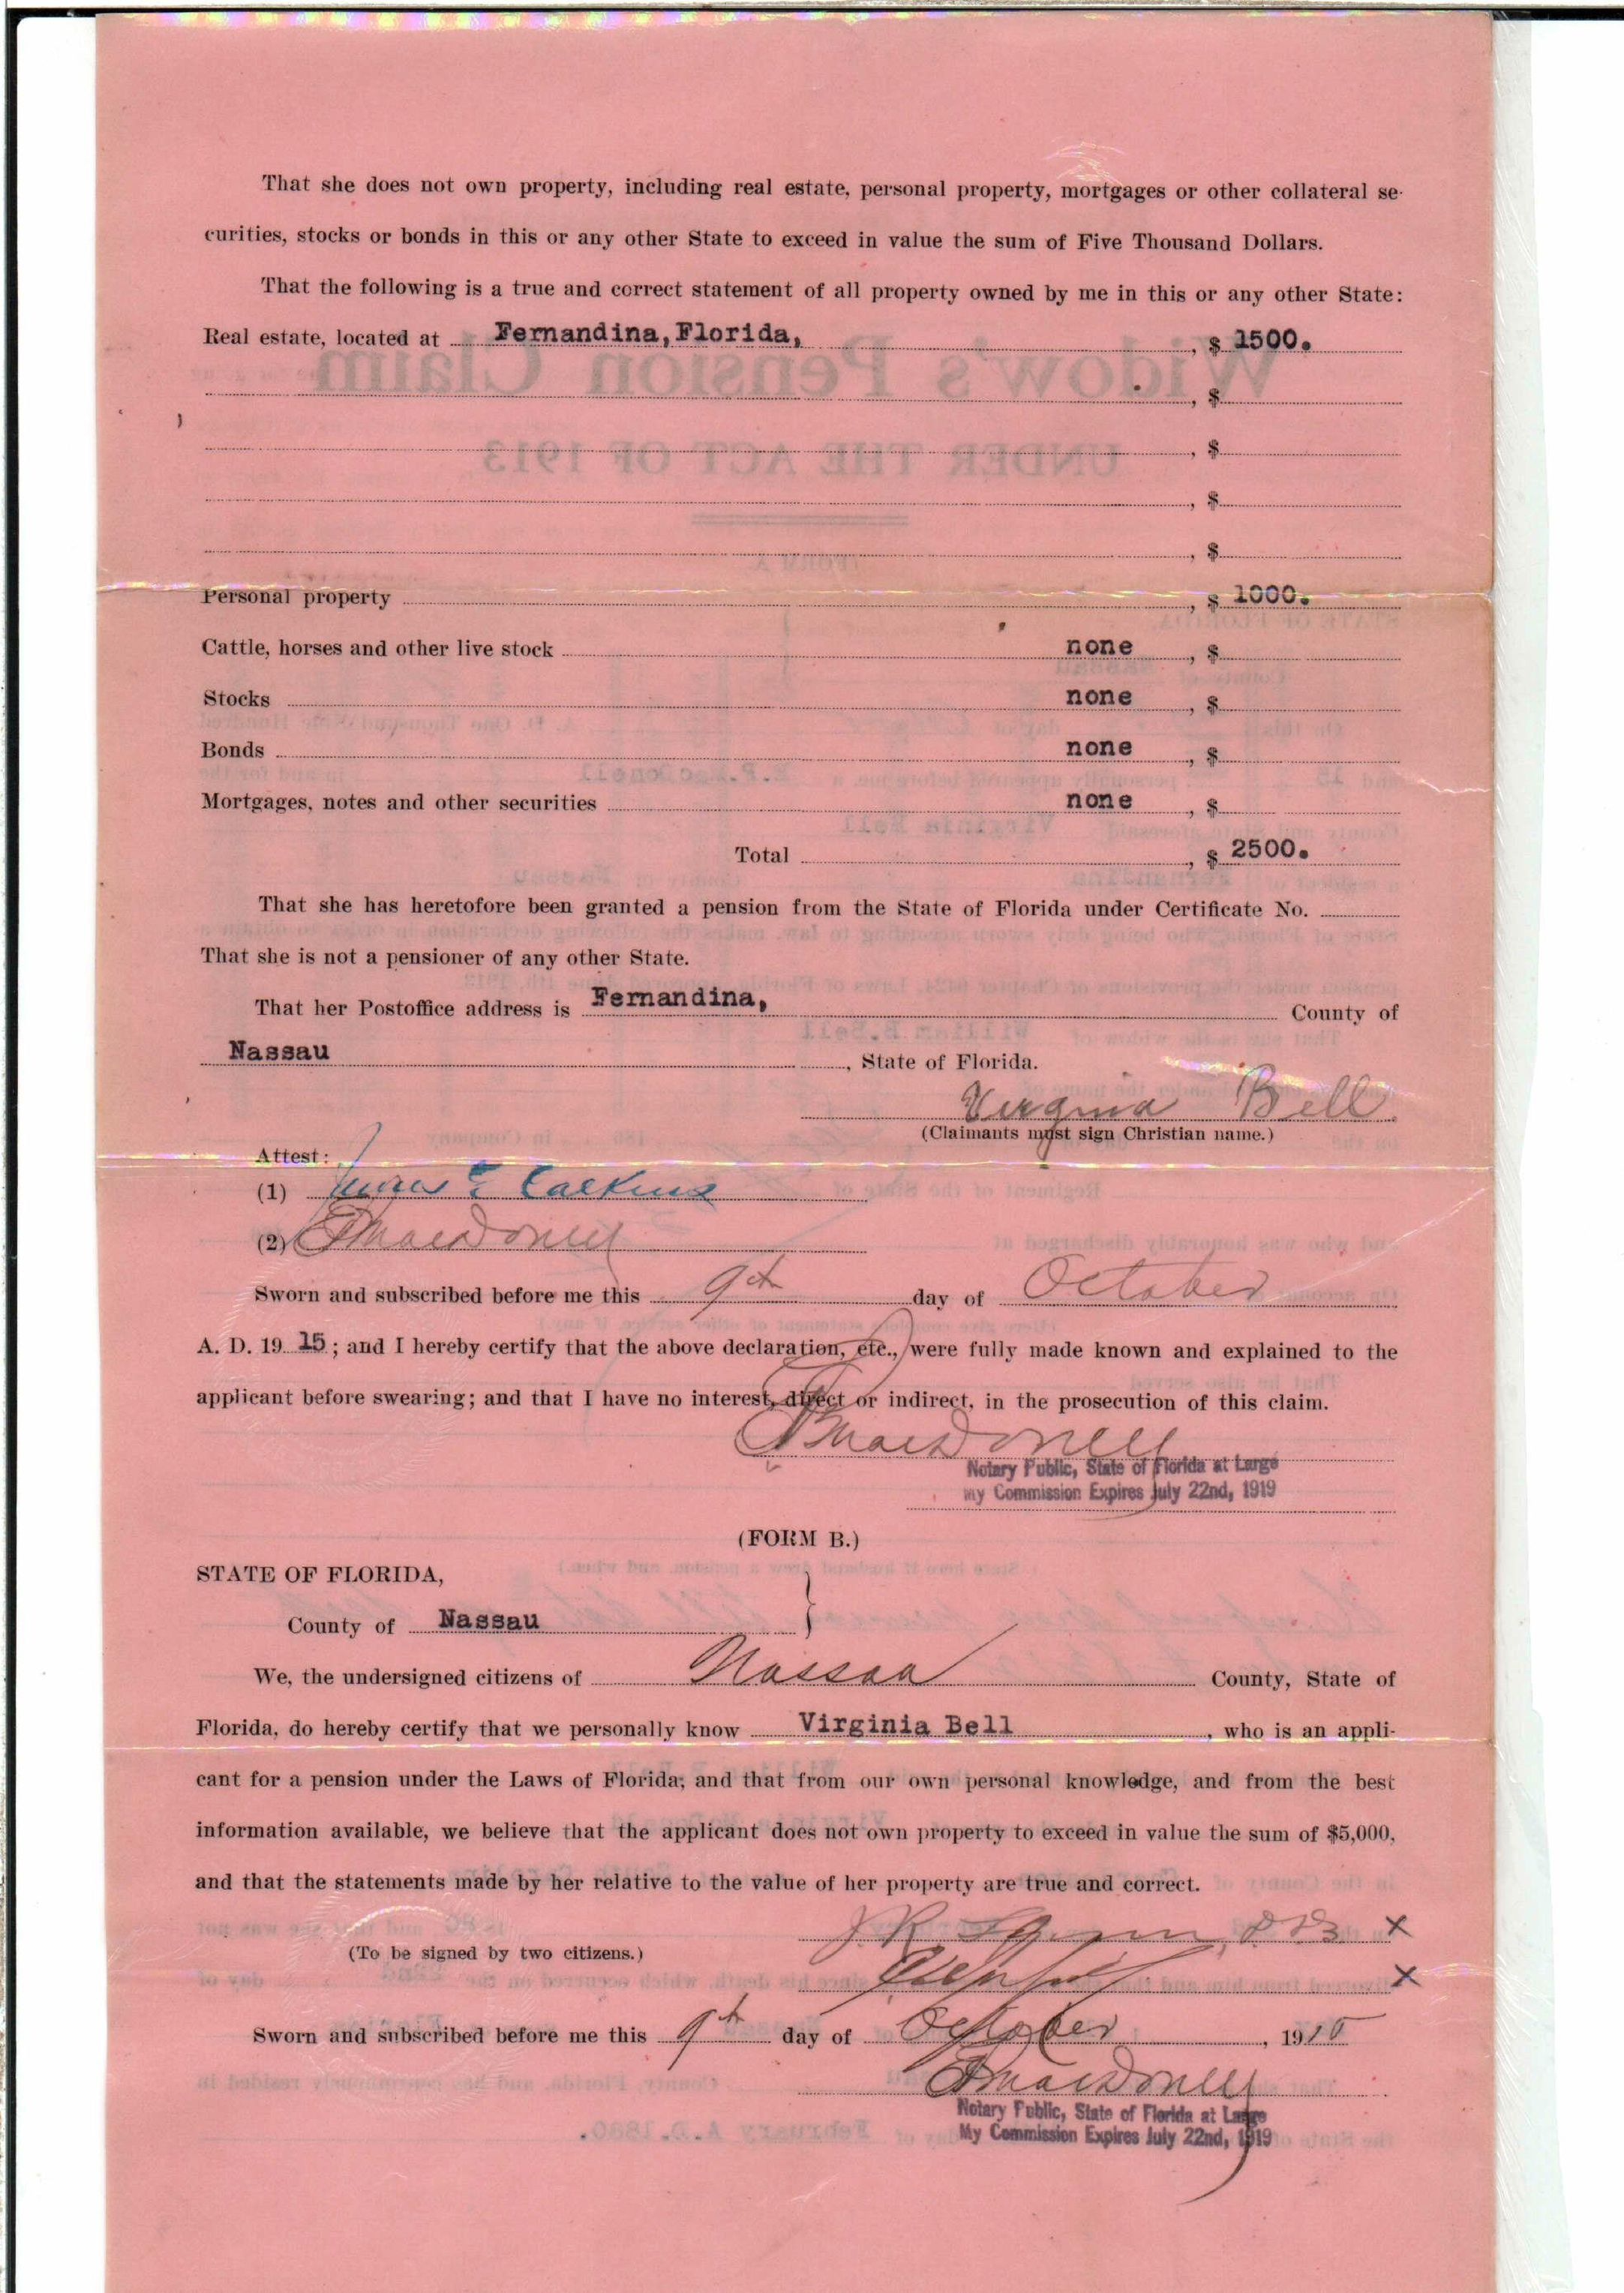 That she does not own property, including real estate, personal property, mortgages or other collateral se-
curities, stocks or bonds in this or any other State to exceed in value the sum of Five Thousand Dollars.
That the following is a true and correct statement of all property owned by me in this or any other State:
Real estate, located at Fernandina, Florida, , $ 1500.
, $
, $
, $
, $
Personal property , $ 1000.
Cattle, horses and other live stock none , $
Stocks none , $
Bonds none , $
Mortgages, notes and other securities none , $
Total , $ 2500.
That she has heretofore been granted a pension from the State of Florida under Certificate No.
That she is not a pensioner of any other State.
That her Postoffice address is Fernandina, County of
Nassau , State of Florida.
Virginia Bell
(Claimants must sign Christian name.)
Attest:
(1) Calkins
(2) MacDonell
Sworn and subscribed before me this 9th day of October
A. D. 19 15; and I hereby certify that the above declaration, etc., were fully made known and explained to the
applicant before swearing; and that I have no interest, direct or indirect, in the prosecution of this claim.
MacDonell
Notary Public, State of Florida at Large
My Commission Expires July 22nd, 1919
(FORM B.)
STATE OF FLORIDA,
County of Nassau }
We, the undersigned citizens of Nassau County, State of
Florida, do hereby certify that we personally know Virginia Bell , who is an appli-
cant for a pension under the Laws of Florida; and that from our own personal knowledge, and from the best
information available, we believe that the applicant does not own property to exceed in value the sum of $5,000,
and that the statements made by her relative to the value of her property are true and correct.
J. R. X
(To be signed by two citizens.)
X
Sworn and subscribed before me this 9th day of October , 1915
MacDonell
Notary Public, State of Florida at Large
My Commission Expires July 22nd, 1919